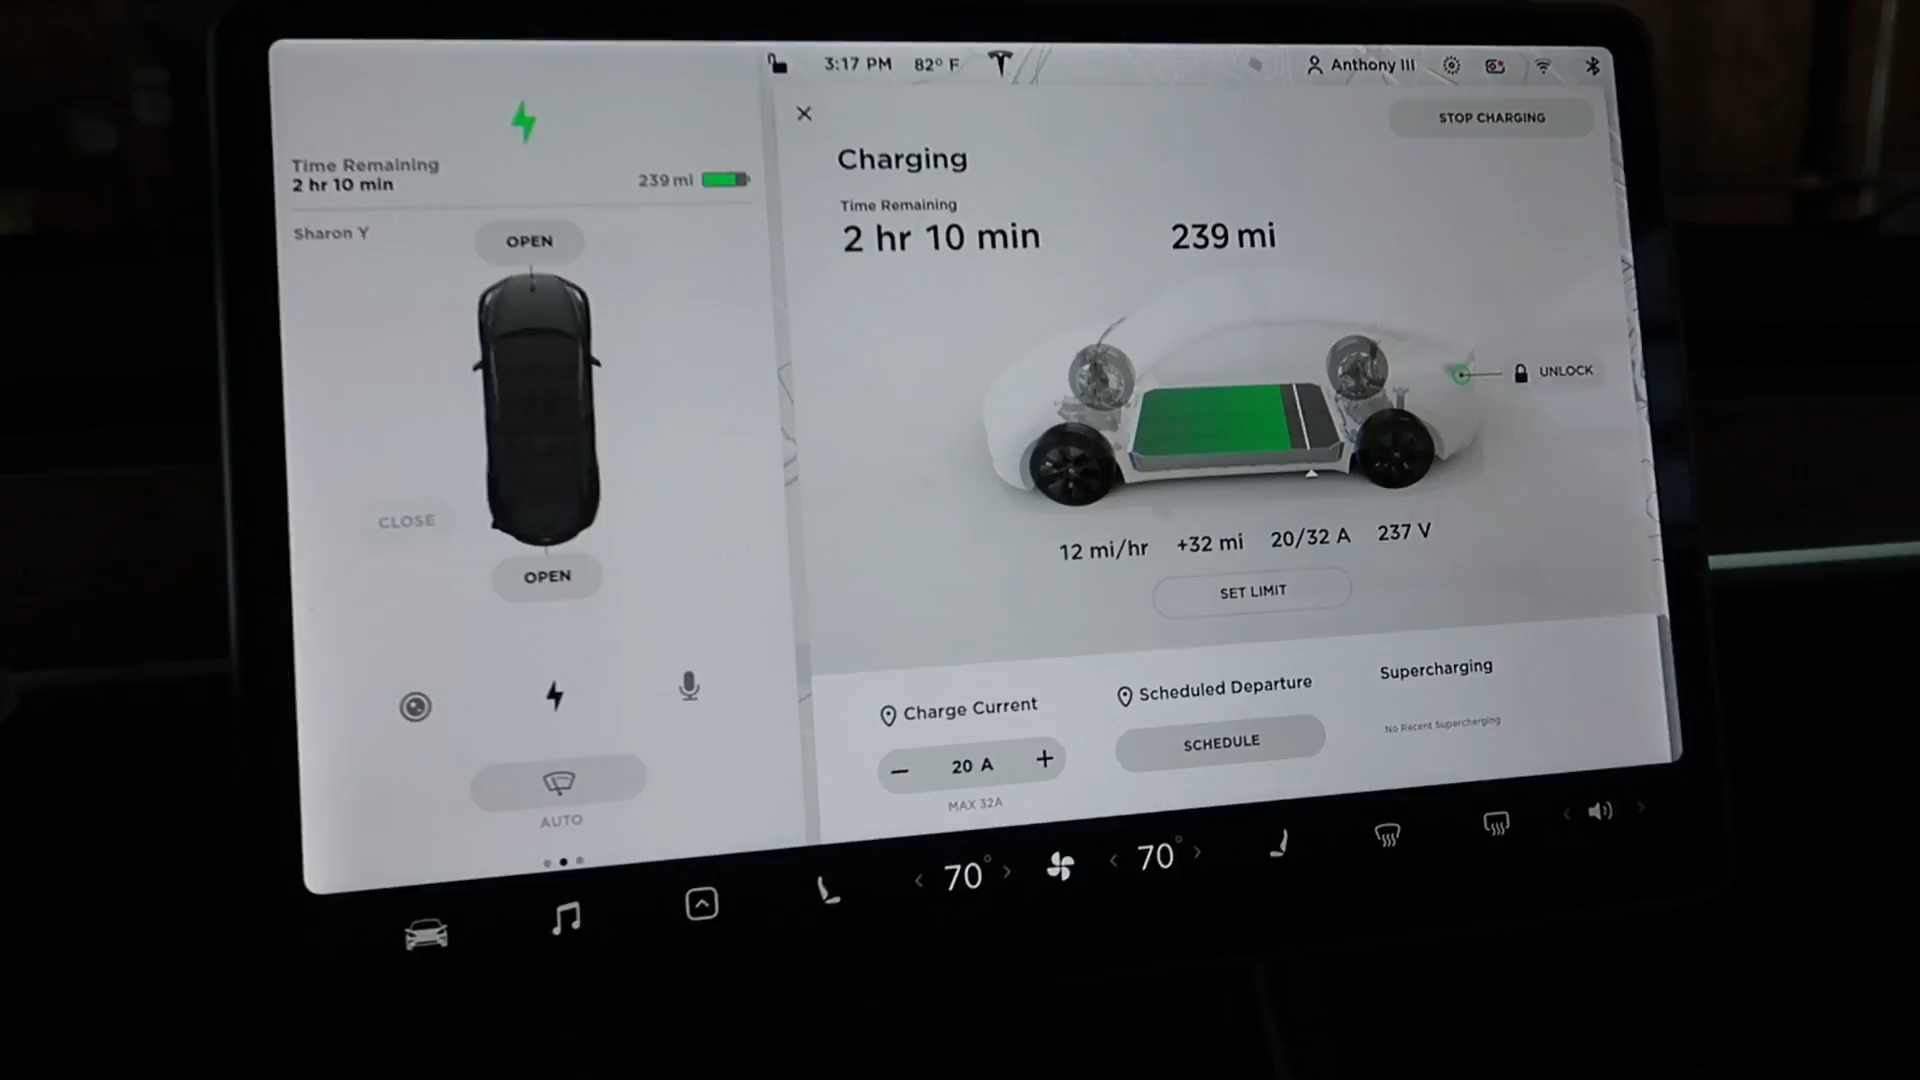 3:17 PM 82° F
Anthony III
Time Remaining
2 hr 10 min
239 mi
Sharon Y
OPEN
CLOSE
OPEN
AUTO
STOP CHARGING
Charging
Time Remaining
2 hr 10 min
239 mi
UNLOCK
12 mi/hr +32 mi 20/32 A 237 V
SET LIMIT
Charge Current
20 A
MAX 32A
Scheduled Departure
SCHEDULE
Supercharging
No Recent Supercharging
70°
70°